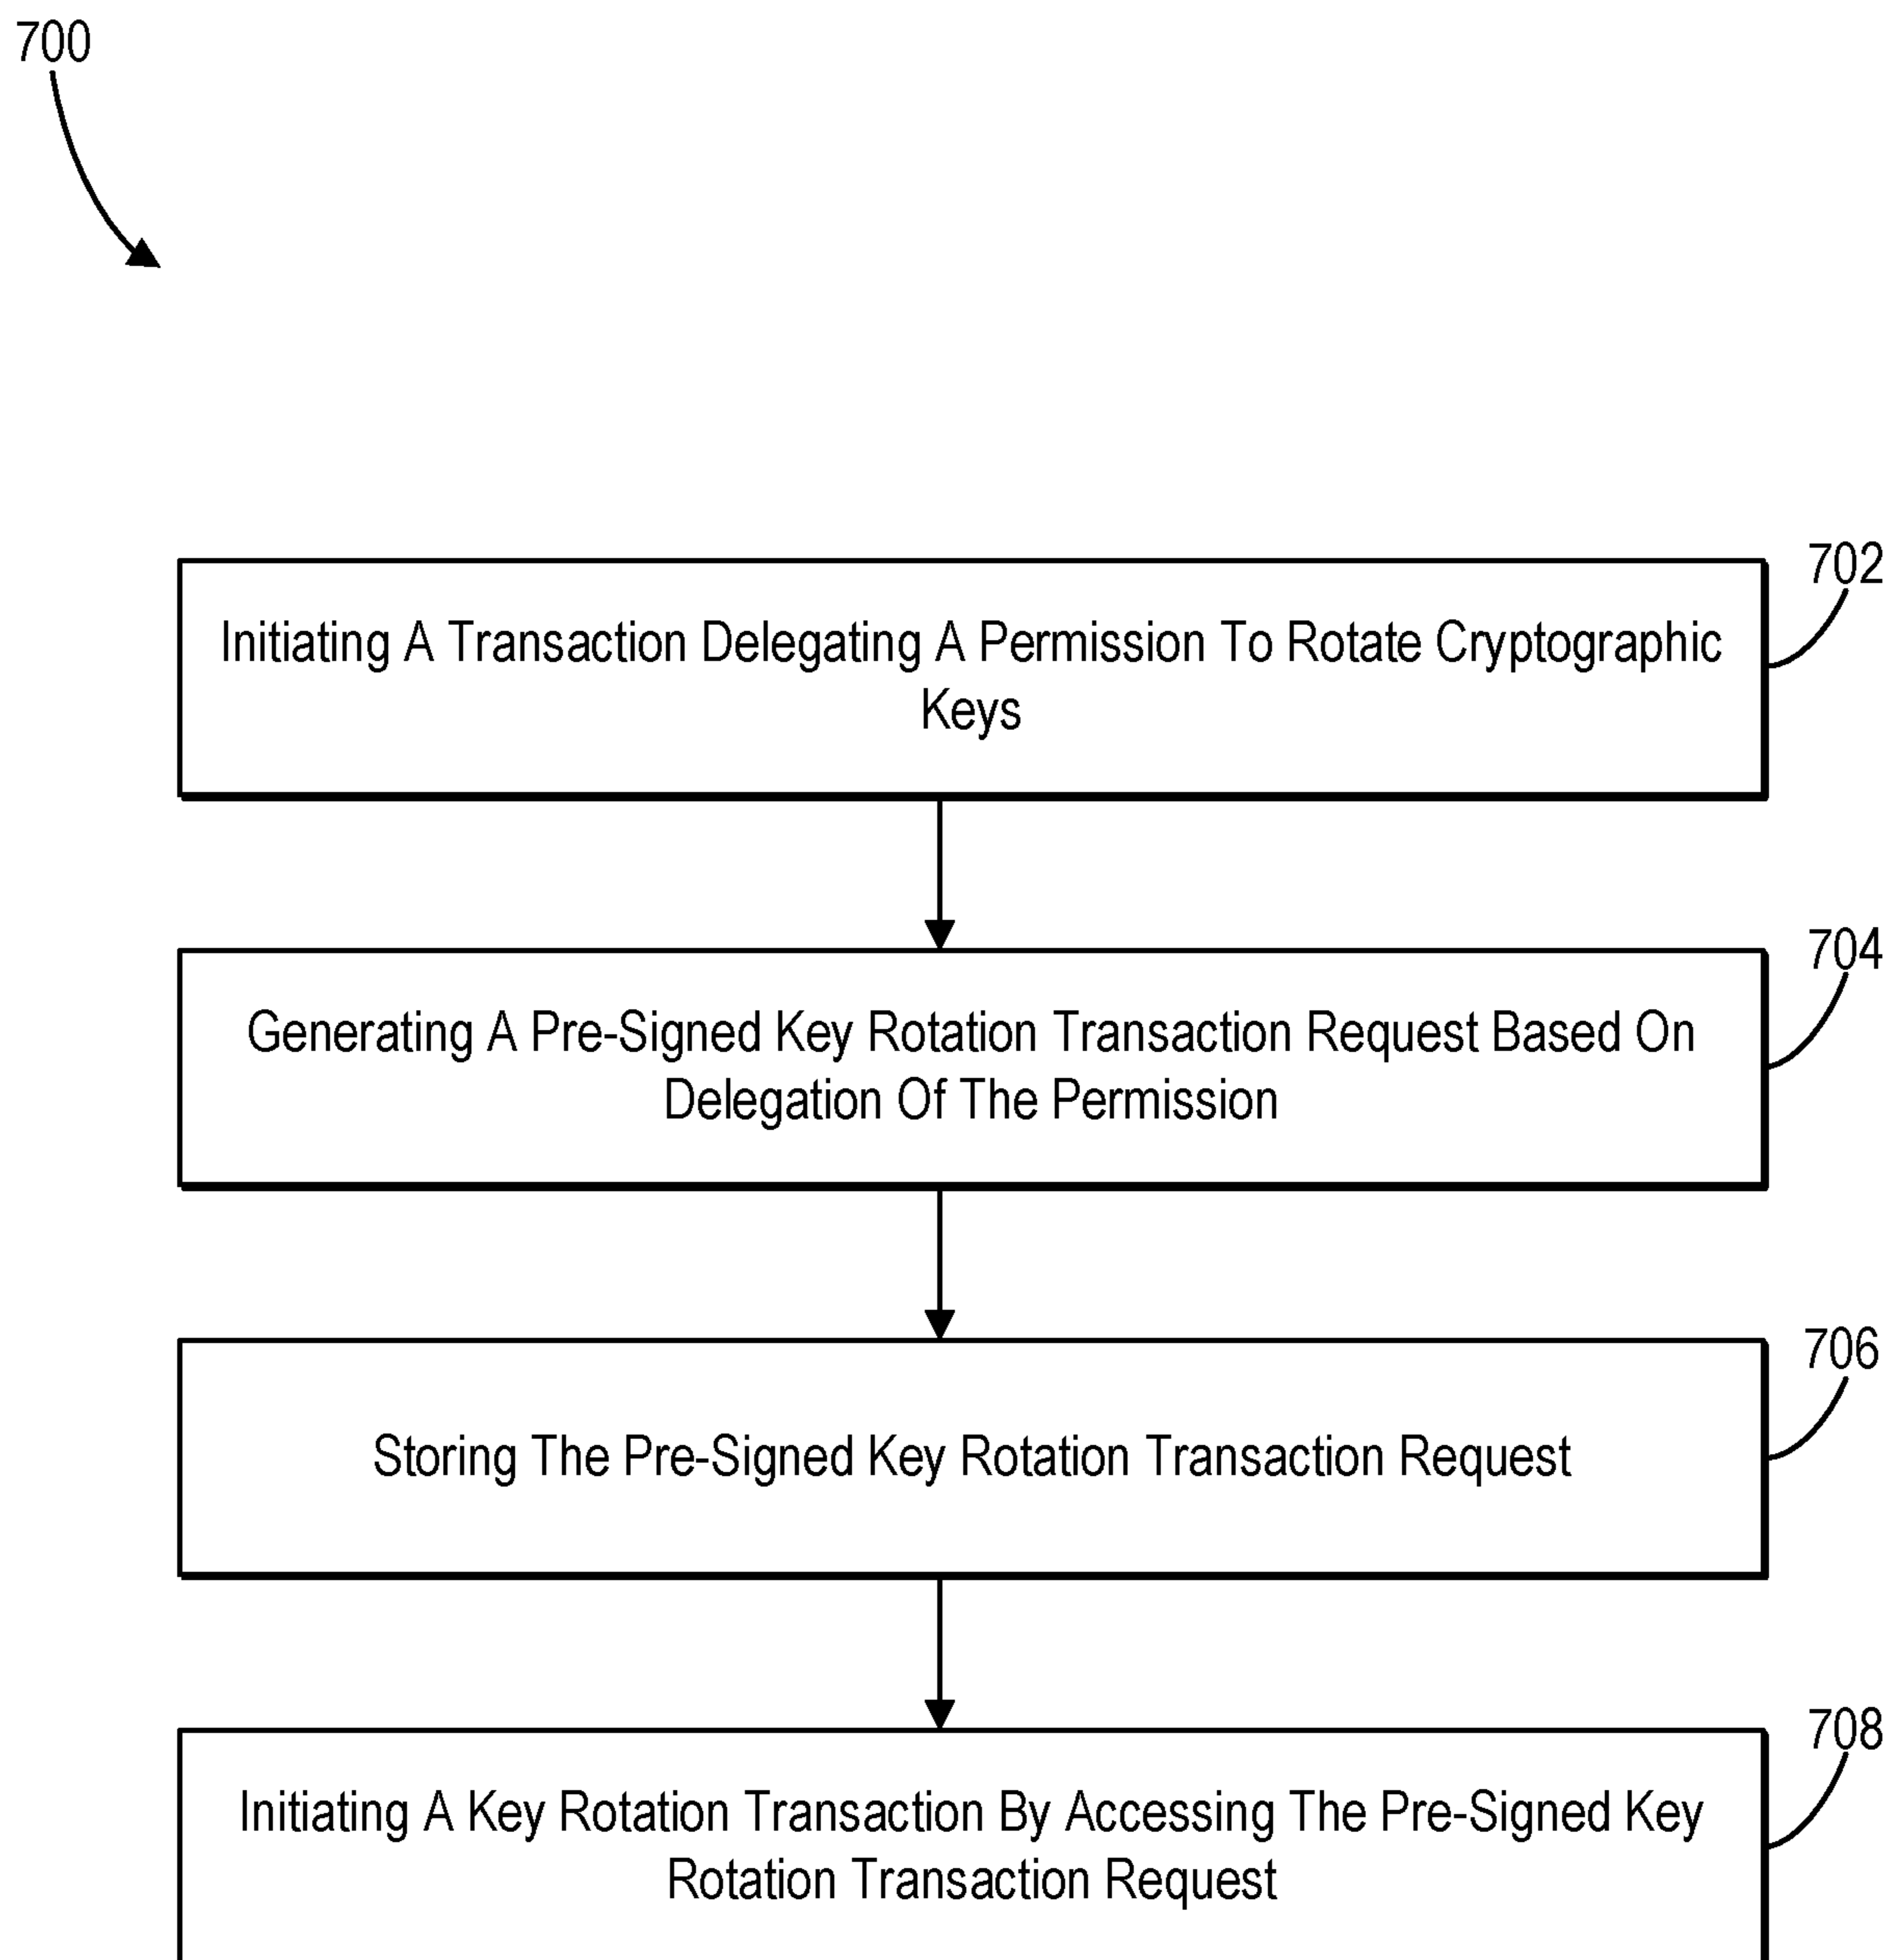 700
702
Initiating A Transaction Delegating A Permission To Rotate Cryptographic
Keys
704
Generating A Pre-Signed Key Rotation Transaction Request Based On
Delegation Of The Permission
706
Storing The Pre-Signed Key Rotation Transaction Request
708
Initiating A Key Rotation Transaction By Accessing The Pre-Signed Key
Rotation Transaction Request